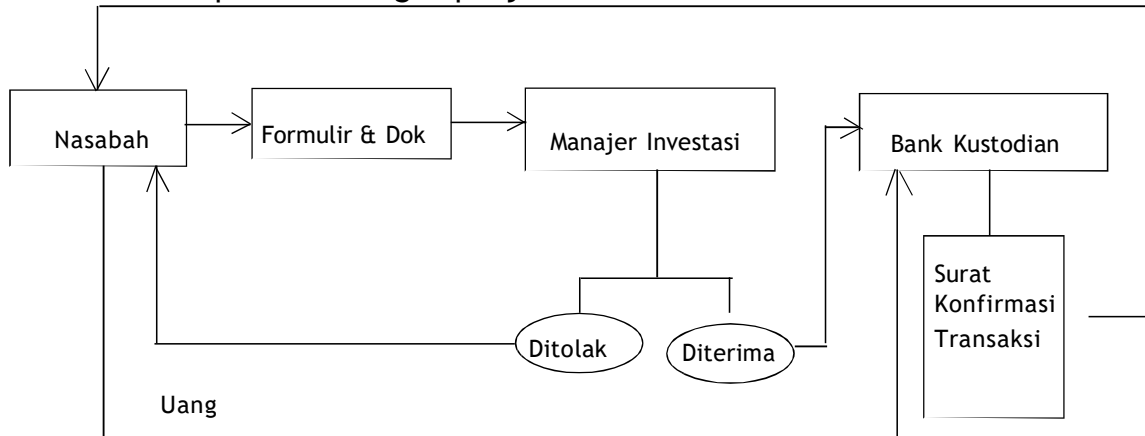 Nasabah
Formulir & Dok
Manajer Investasi
Bank Kustodian
Surat
Konfirmasi
Transaksi
Ditolak
Diterima
Uang